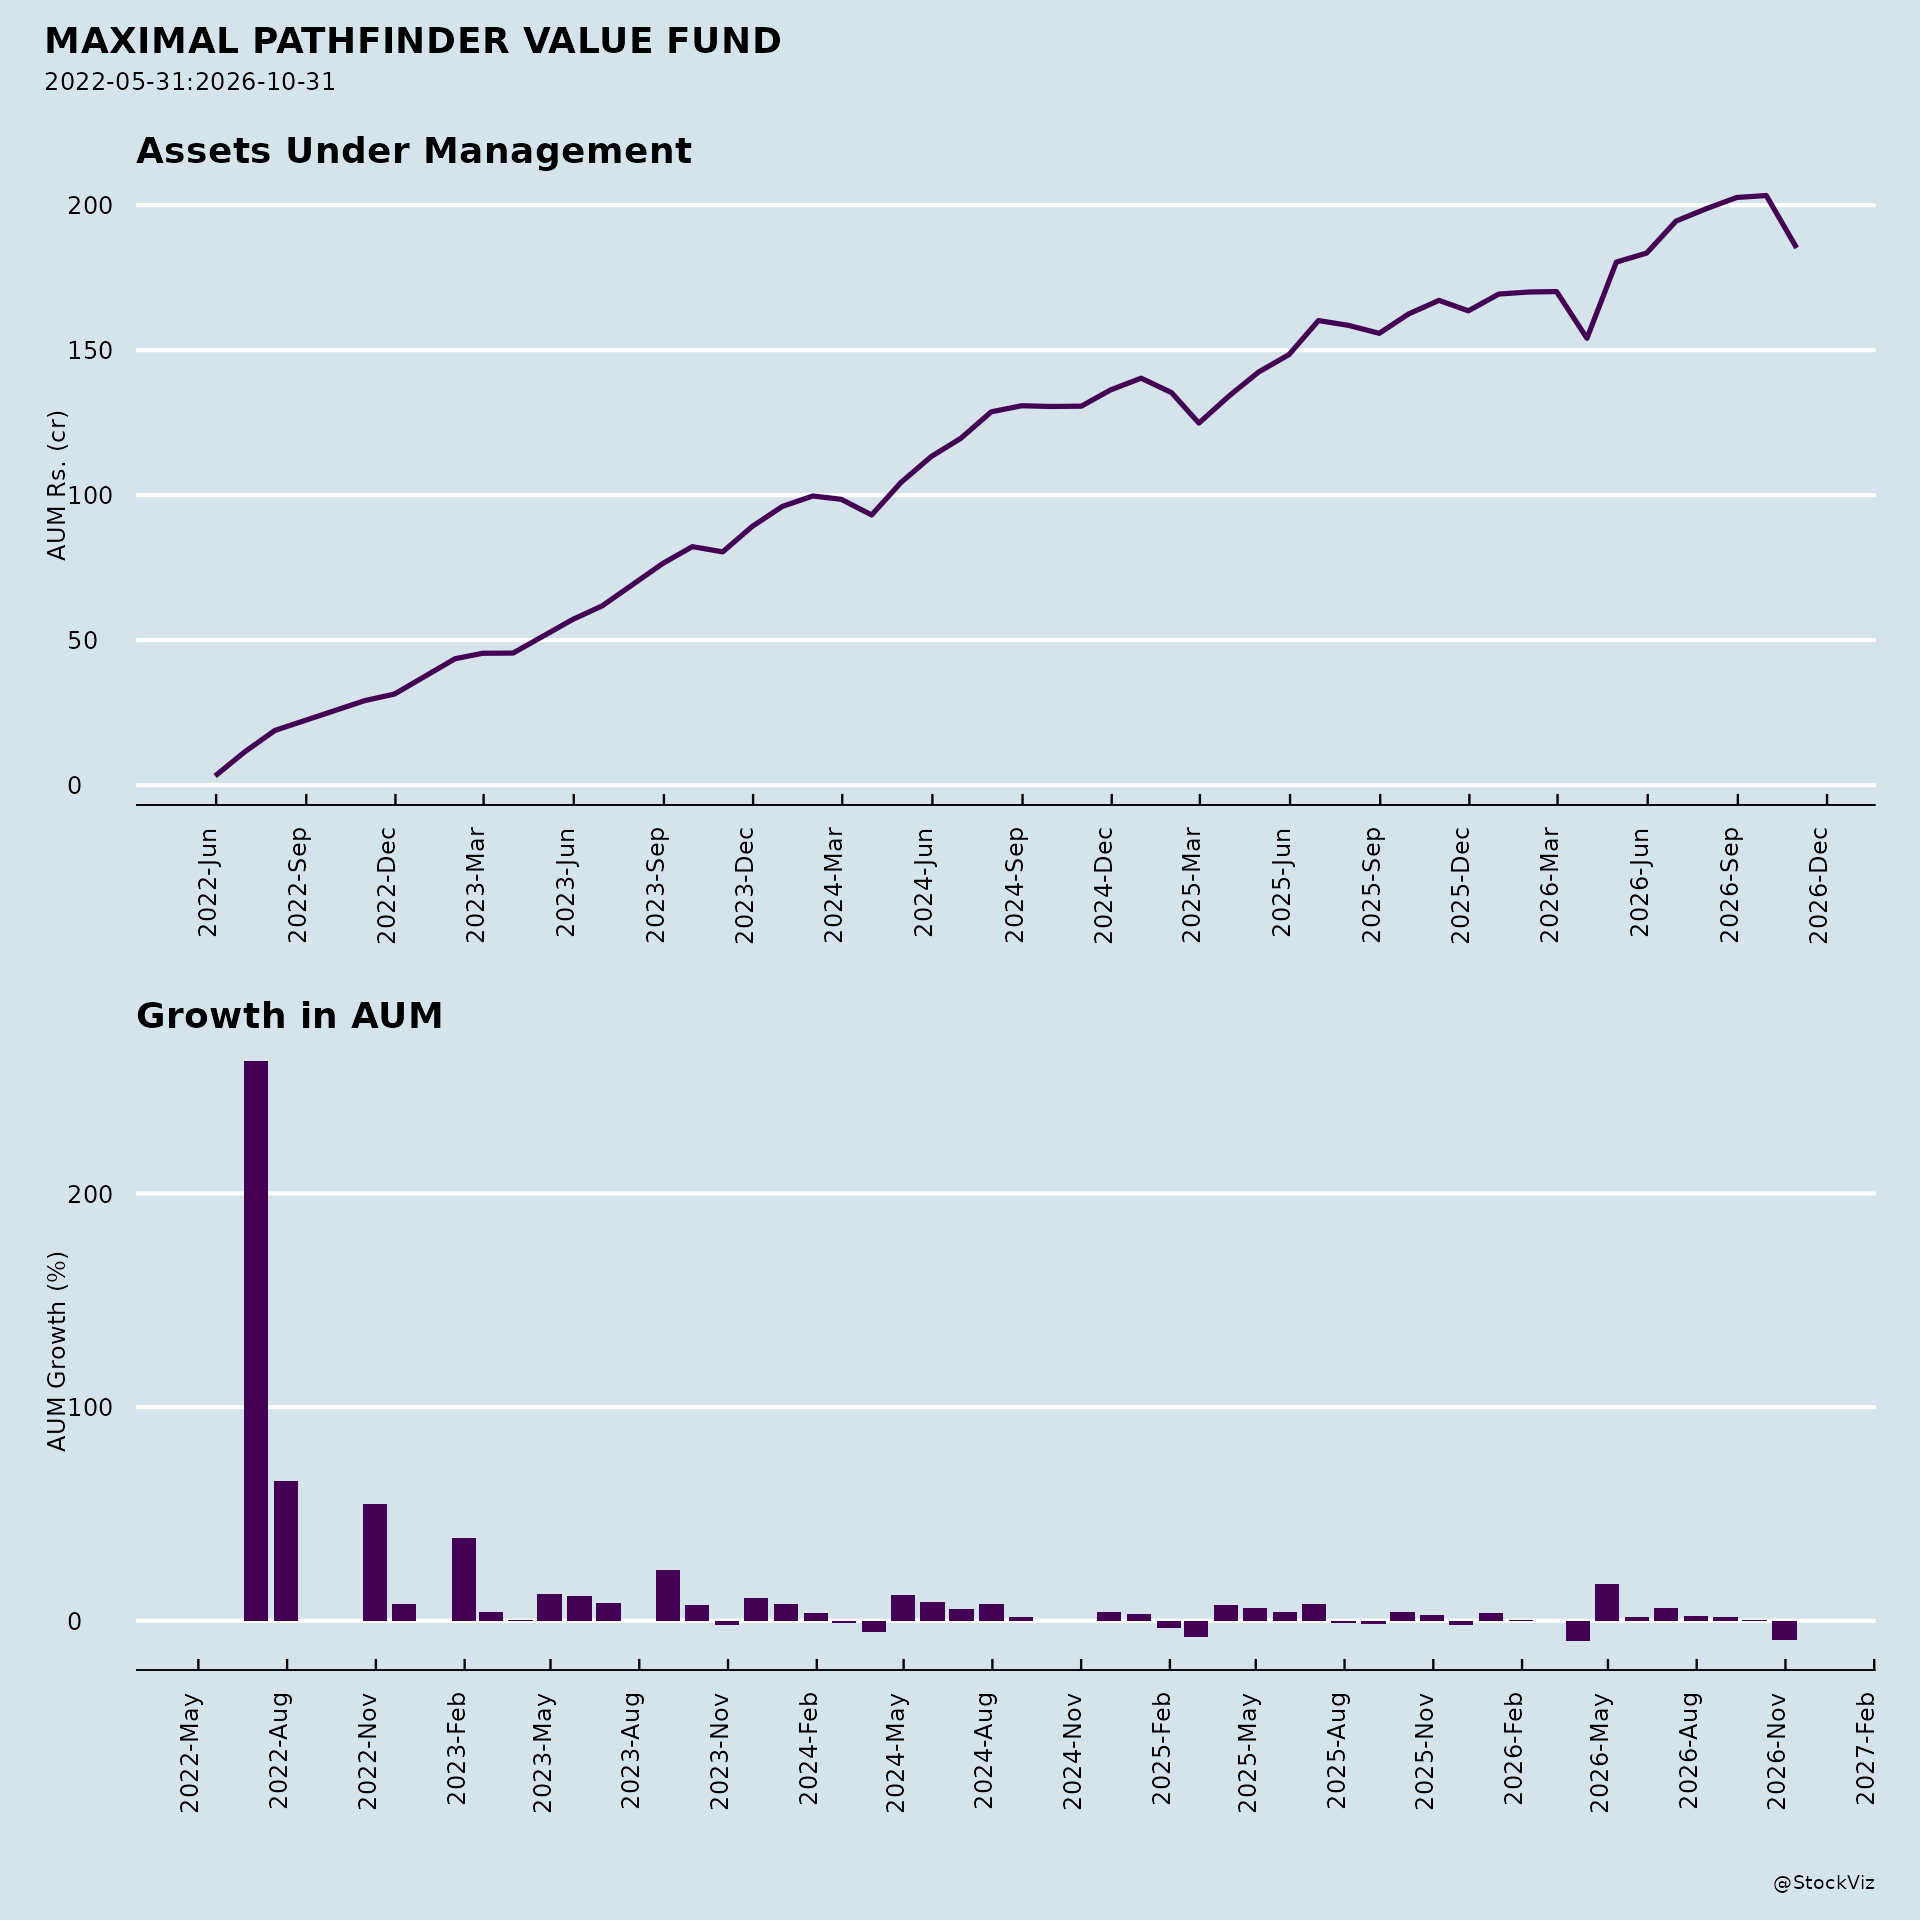 MAXIMAL PATHFINDER VALUE FUND
2022-05-31:2026-10-31
Assets Under Management
AUM Rs. (cr)
200
150
100
50
0
2022-Jun
2022-Sep
2022-Dec
2023-Mar
2023-Jun
2023-Sep
2023-Dec
2024-Mar
2024-Jun
2024-Sep
2024-Dec
2025-Mar
2025-Jun
2025-Sep
2025-Dec
2026-Mar
2026-Jun
2026-Sep
2026-Dec
Growth in AUM
AUM Growth (%)
200
100
0
2022-May
2022-Aug
2022-Nov
2023-Feb
2023-May
2023-Aug
2023-Nov
2024-Feb
2024-May
2024-Aug
2024-Nov
2025-Feb
2025-May
2025-Aug
2025-Nov
2026-Feb
2026-May
2026-Aug
2026-Nov
2027-Feb
@StockViz